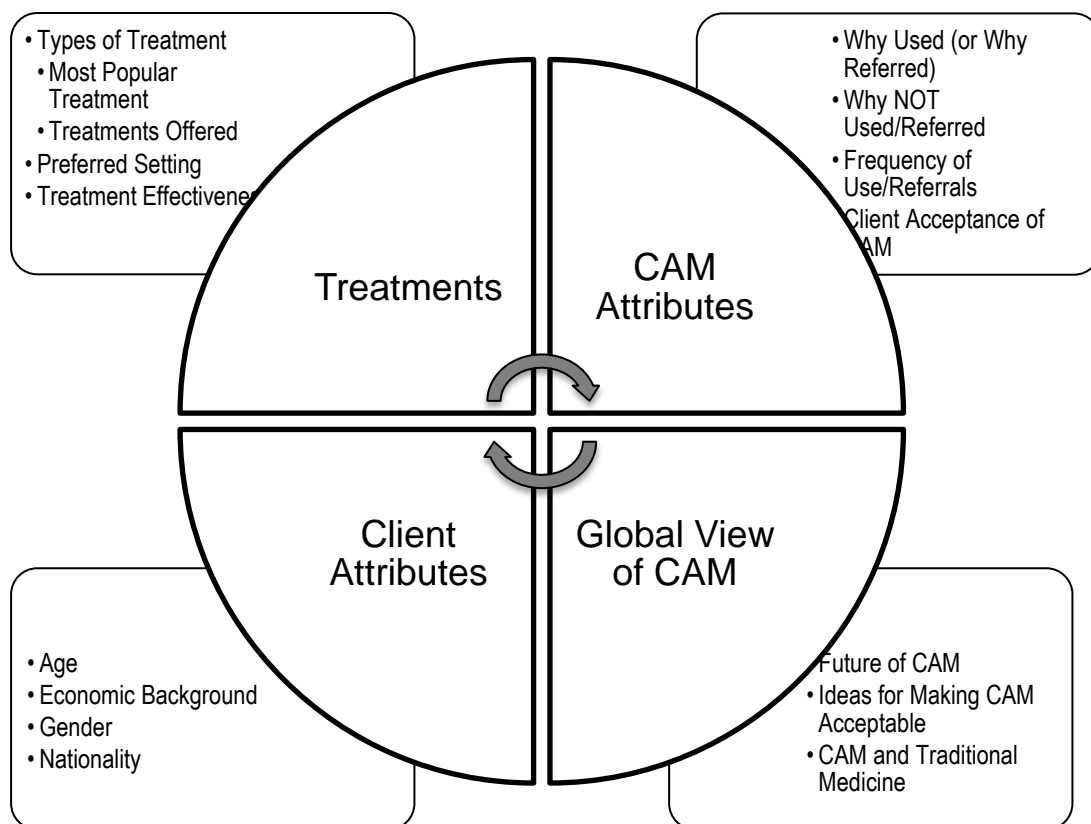 • Types of Treatment
• Most Popular
Treatment
• Treatments Offered
• Preferred Setting
• Treatment Effectivenes
• Why Used (or Why
Referred)
• Why NOT
Used/Referred
• Frequency of
Use/Referrals
Client Acceptance of
CAM
Treatments
CAM
Attributes
Client
Attributes
Global View
of CAM
• Age
• Economic Background
• Gender
• Nationality
Future of CAM
• Ideas for Making CAM
Acceptable
• CAM and Traditional
Medicine